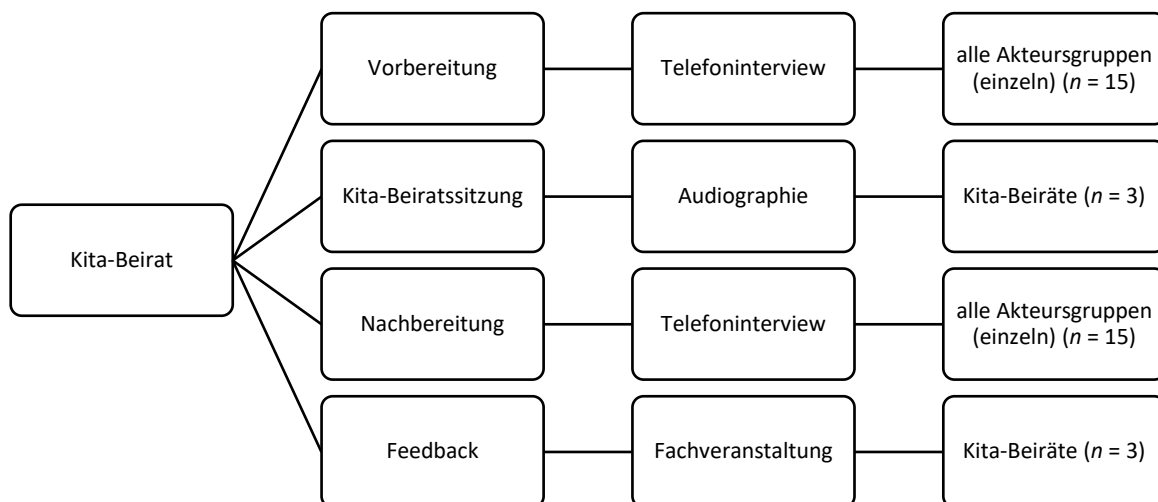 Vorbereitung
Telefoninterview
alle Akteursgruppen
(einzeln) (n = 15)
Kita-Beiratssitzung
Audiographie
Kita-Beiräte (n = 3)
Kita-Beirat
Nachbereitung
Telefoninterview
alle Akteursgruppen
(einzeln) (n = 15)
Feedback
Fachveranstaltung
Kita-Beiräte (n = 3)